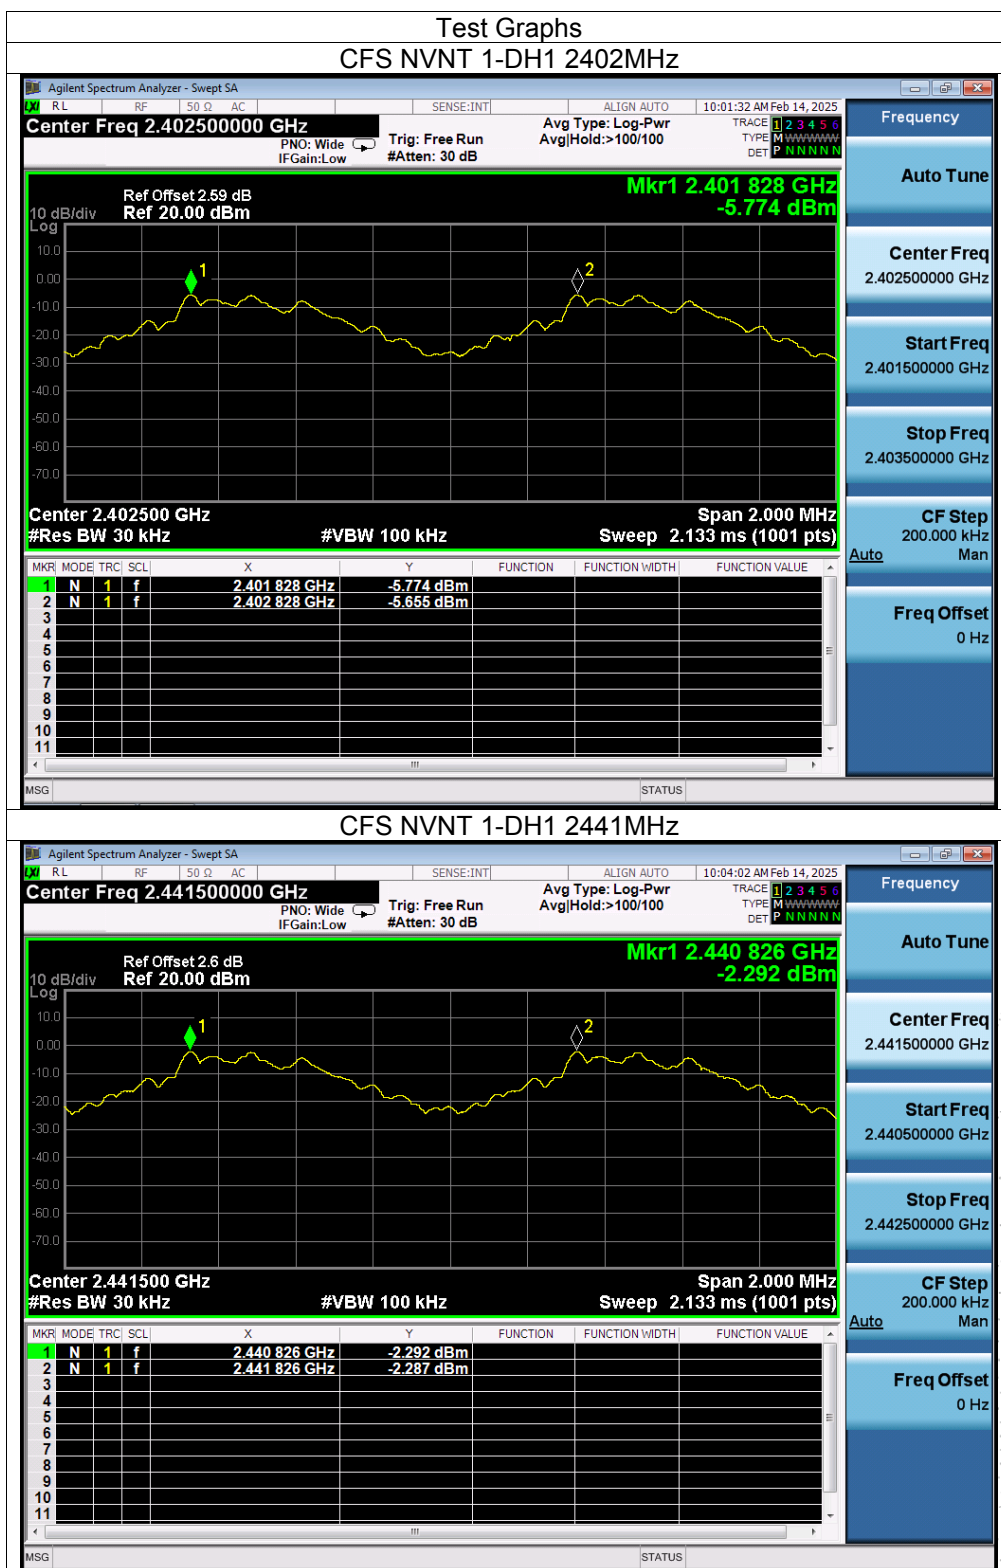 Test Graphs
CFS NVNT 1-DH1 2402MHz
Agilent Spectrum Analyzer - Swept SA
LXI RL RF 50 Ω AC SENSE:INT ALIGN AUTO 10:01:32 AM Feb 14, 2025
Center Freq 2.402500000 GHz
PNO: Wide
IFGain:Low
Trig: Free Run
#Atten: 30 dB
Avg Type: Log-Pwr
Avg|Hold:>100/100
TRACE 1 2 3 4 5 6
TYPE M WWWWW
DET P N N N N N
Frequency
Auto Tune
Center Freq
2.402500000 GHz
Start Freq
2.401500000 GHz
Stop Freq
2.403500000 GHz
CF Step
200.000 kHz
Auto Man
Freq Offset
0 Hz
Mkr1 2.401 828 GHz
-5.774 dBm
Ref Offset 2.59 dB
10 dB/div Ref 20.00 dBm
Log
10.0
0.00
-10.0
-20.0
-30.0
-40.0
-50.0
-60.0
-70.0
1
2
Center 2.402500 GHz Span 2.000 MHz
#Res BW 30 kHz #VBW 100 kHz Sweep 2.133 ms (1001 pts)
MKR MODE TRC SCL X Y FUNCTION FUNCTION WIDTH FUNCTION VALUE
1 N 1 f 2.401 828 GHz -5.774 dBm
2 N 1 f 2.402 828 GHz -5.655 dBm
3
4
5
6
7
8
9
10
11
MSG STATUS
CFS NVNT 1-DH1 2441MHz
Agilent Spectrum Analyzer - Swept SA
LXI RL RF 50 Ω AC SENSE:INT ALIGN AUTO 10:04:02 AM Feb 14, 2025
Center Freq 2.441500000 GHz
PNO: Wide
IFGain:Low
Trig: Free Run
#Atten: 30 dB
Avg Type: Log-Pwr
Avg|Hold:>100/100
TRACE 1 2 3 4 5 6
TYPE M WWWWW
DET P N N N N N
Frequency
Auto Tune
Center Freq
2.441500000 GHz
Start Freq
2.440500000 GHz
Stop Freq
2.442500000 GHz
CF Step
200.000 kHz
Auto Man
Freq Offset
0 Hz
Mkr1 2.440 826 GHz
-2.292 dBm
Ref Offset 2.6 dB
10 dB/div Ref 20.00 dBm
Log
10.0
0.00
-10.0
-20.0
-30.0
-40.0
-50.0
-60.0
-70.0
1
2
Center 2.441500 GHz Span 2.000 MHz
#Res BW 30 kHz #VBW 100 kHz Sweep 2.133 ms (1001 pts)
MKR MODE TRC SCL X Y FUNCTION FUNCTION WIDTH FUNCTION VALUE
1 N 1 f 2.440 826 GHz -2.292 dBm
2 N 1 f 2.441 826 GHz -2.287 dBm
3
4
5
6
7
8
9
10
11
MSG STATUS